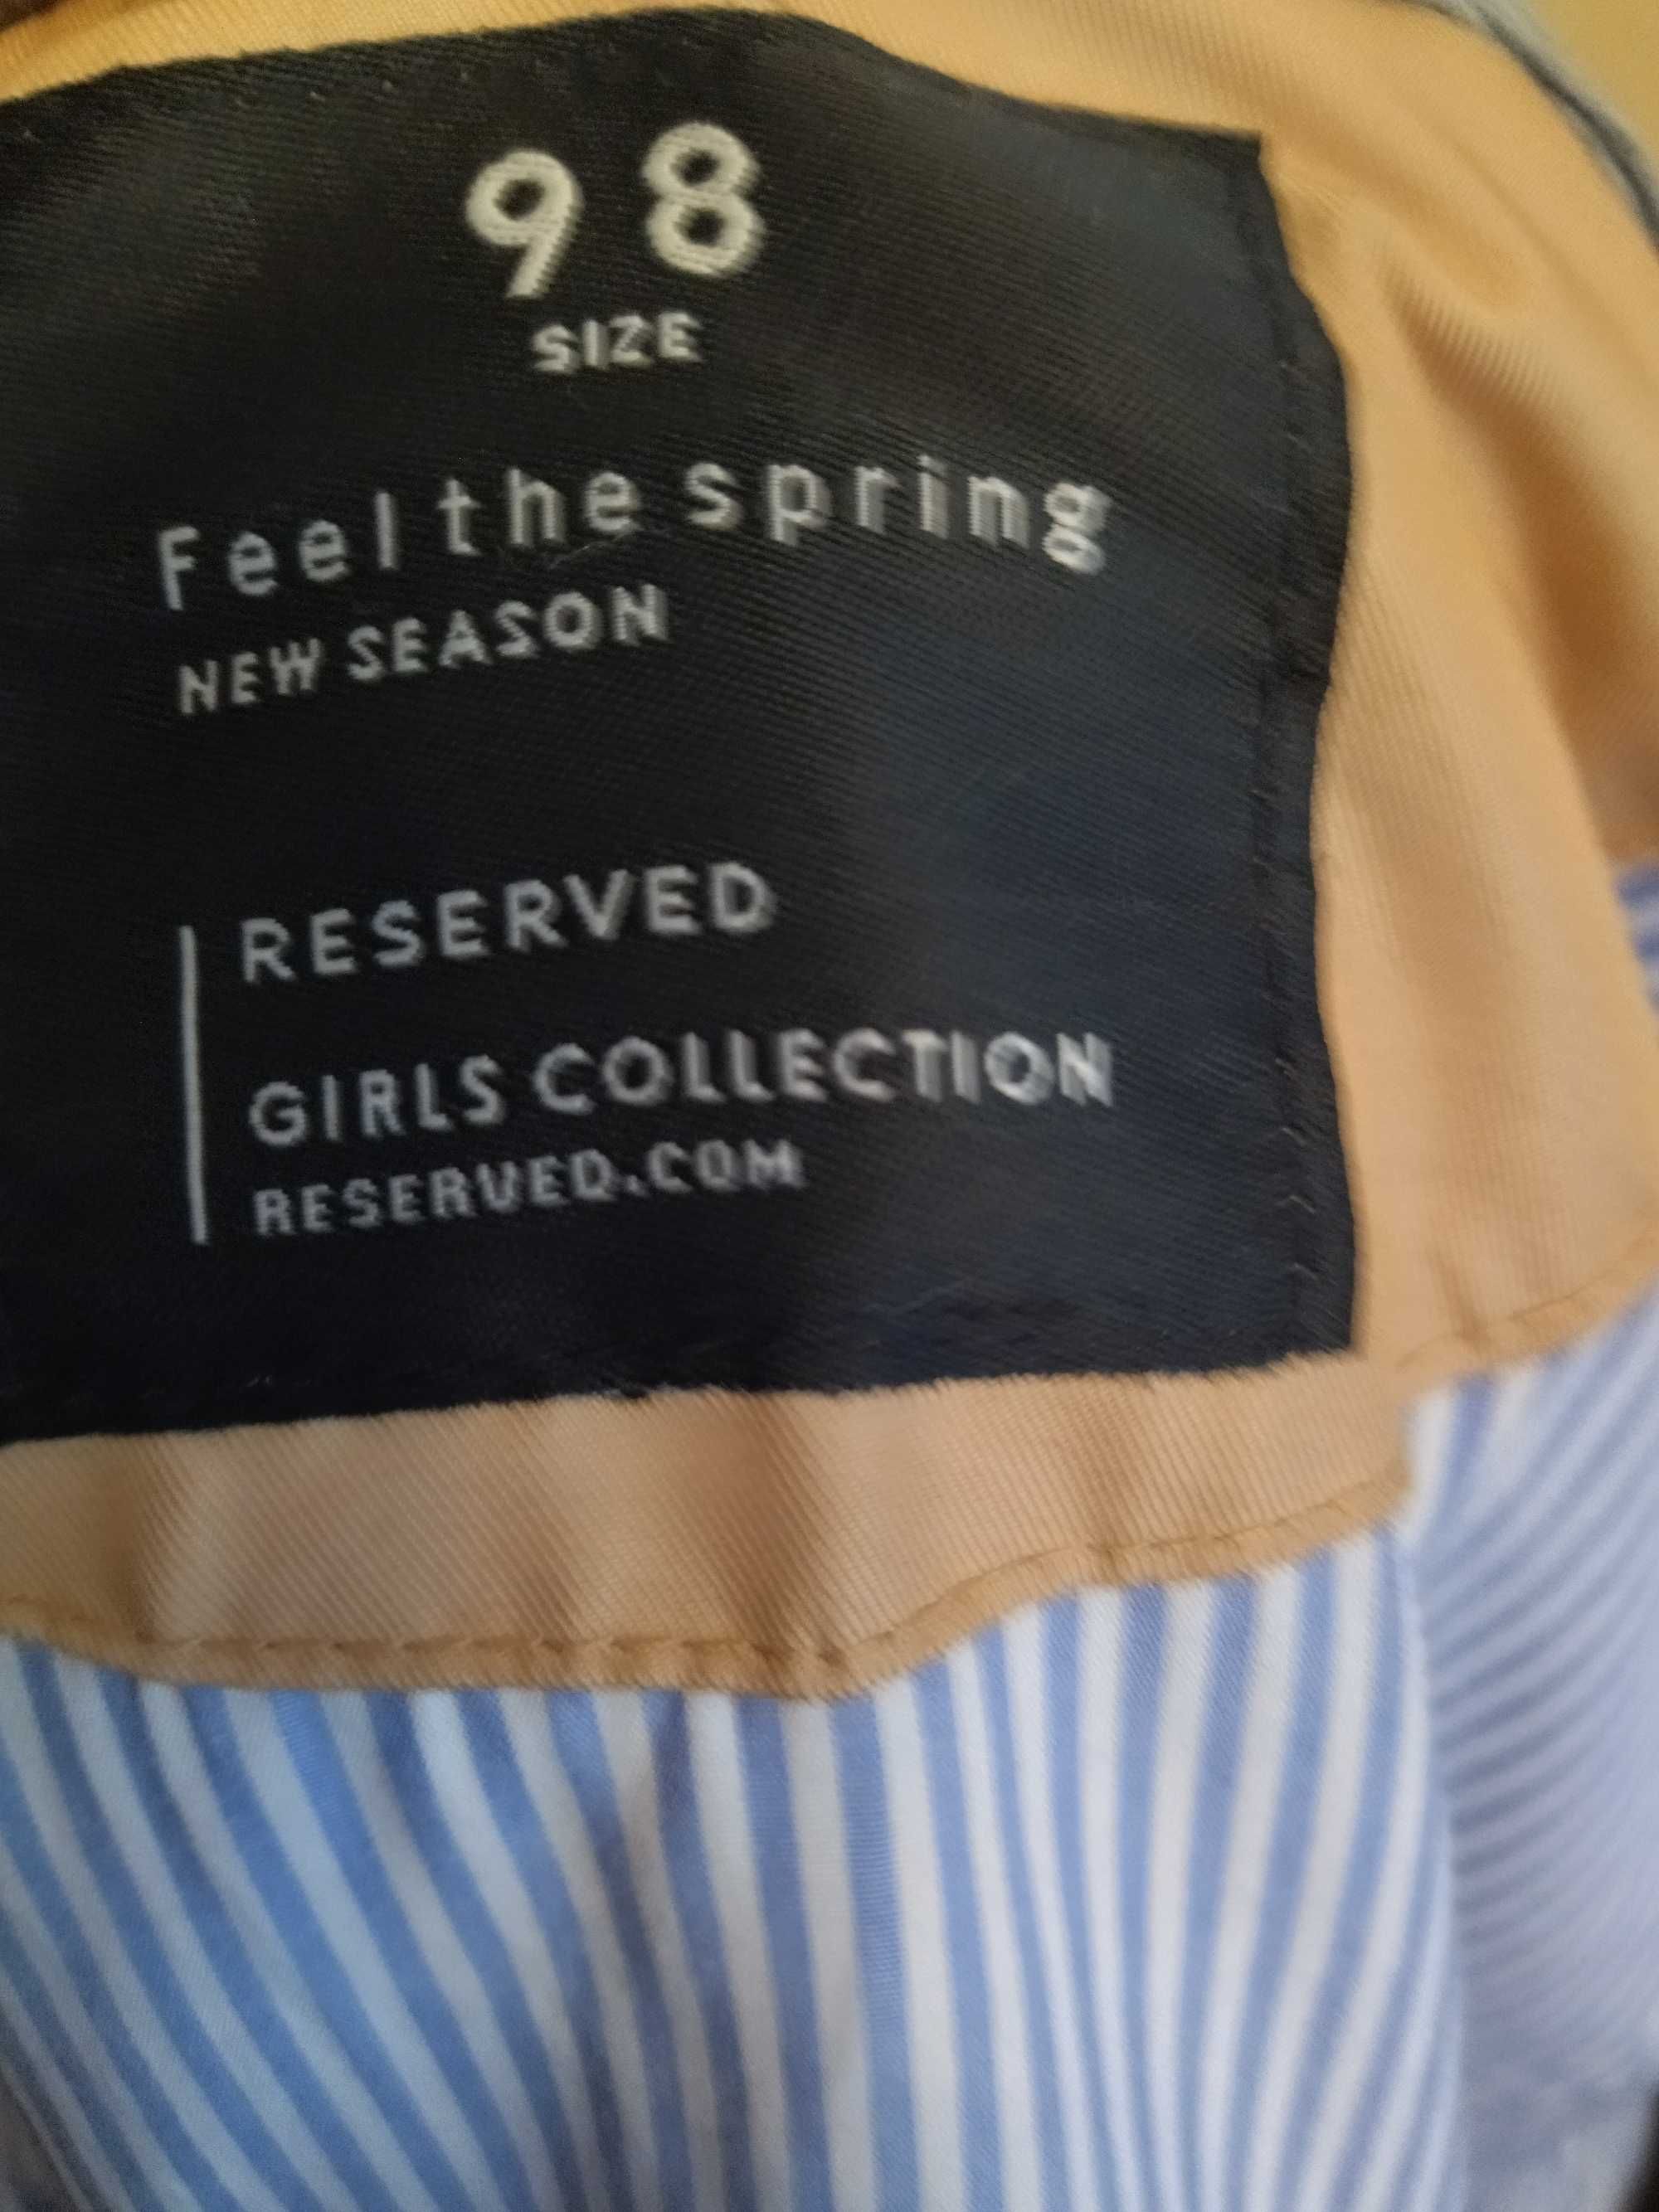 98
SIZE
Feel the spring
NEW SEASON
RESERVED
GIRLS COLLECTION
RESERVED.COM